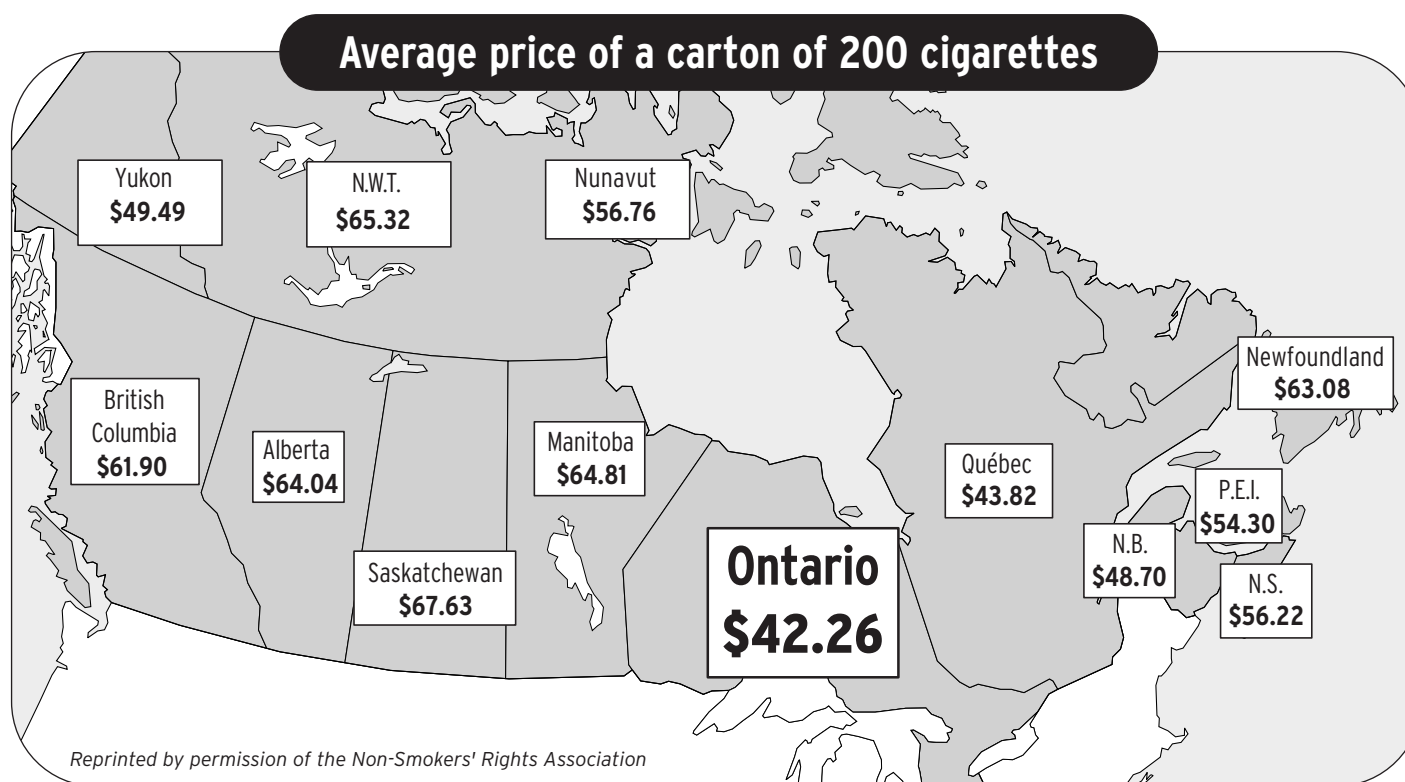 Average price of a carton of 200 cigarettes
Yukon
$49.49
N.W.T.
$65.32
Nunavut
$56.76
Newfoundland
$63.08
British
Columbia
$61.90
Alberta
$64.04
Manitoba
$64.81
Québec
$43.82
P.E.I.
$54.30
Saskatchewan
$67.63
Ontario
$42.26
N.B.
$48.70
N.S.
$56.22
Reprinted by permission of the Non-Smokers' Rights Association